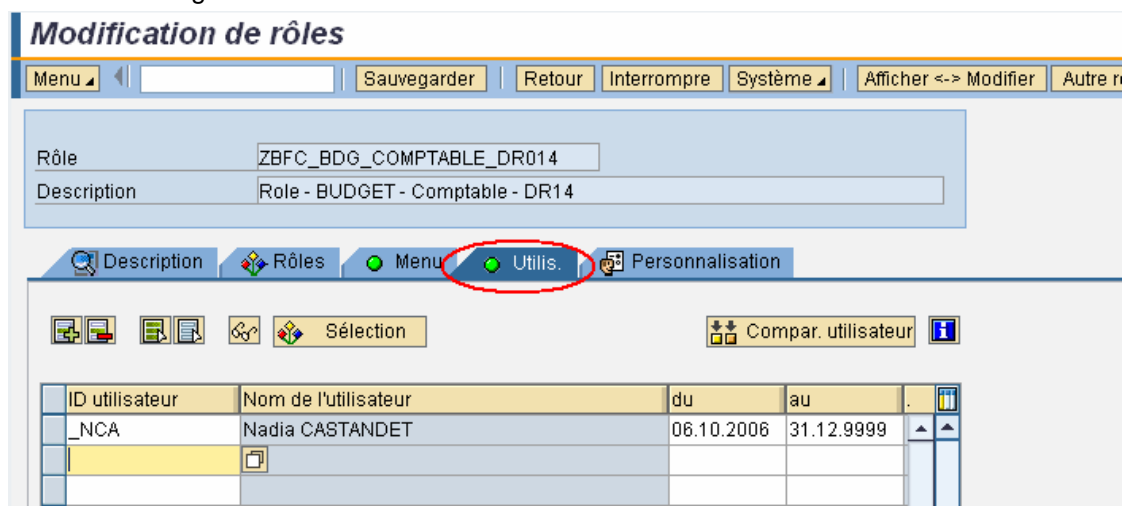 Modification de rôles
Menu Sauvegarder Retour Interrompre Système Afficher <-> Modifier Autre
Rôle ZBFC_BDG_COMPTABLE_DR014
Description Role - BUDGET - Comptable - DR14
Description Rôles Menu Utilis. Personnalisation
Sélection Compar. utilisateur
ID utilisateur Nom de l'utilisateur du au .
_NCA Nadia CASTANDET 06.10.2006 31.12.9999